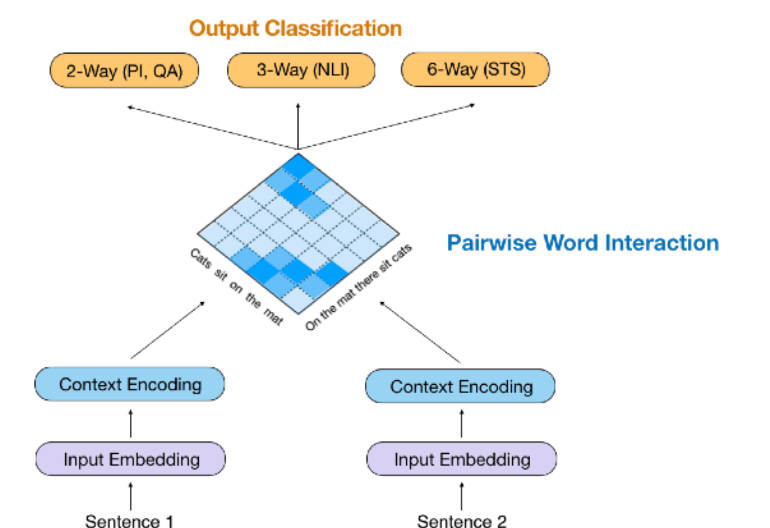 Output Classification
2-Way (PI, QA)
3-Way (NLI)
6-Way (STS)
Pairwise Word Interaction
Cats sit on the mat
On the mat there sit cats
Context Encoding
Context Encoding
Input Embedding
Input Embedding
Sentence 1
Sentence 2